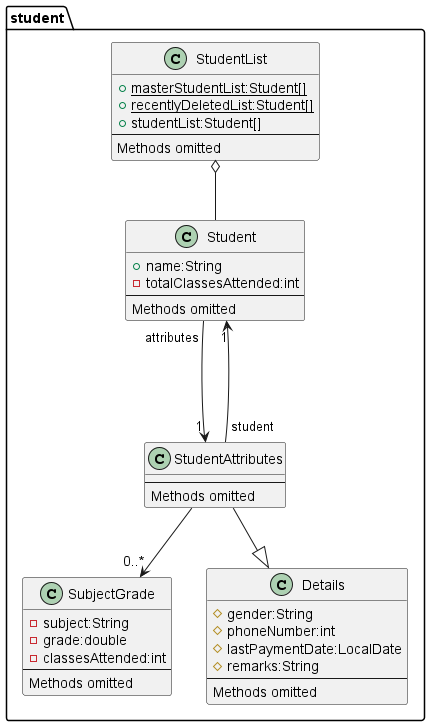 student
C StudentList
masterStudentList:Student[]
recentlyDeletedList:Student[]
studentList:Student[]
Methods omitted
C Student
name:String
totalClassesAttended:int
Methods omitted
attributes
1
1
student
C StudentAttributes
Methods omitted
0..*
C SubjectGrade
subject:String
grade:double
classesAttended:int
Methods omitted
C Details
gender:String
phoneNumber:int
lastPaymentDate:LocalDate
remarks:String
Methods omitted